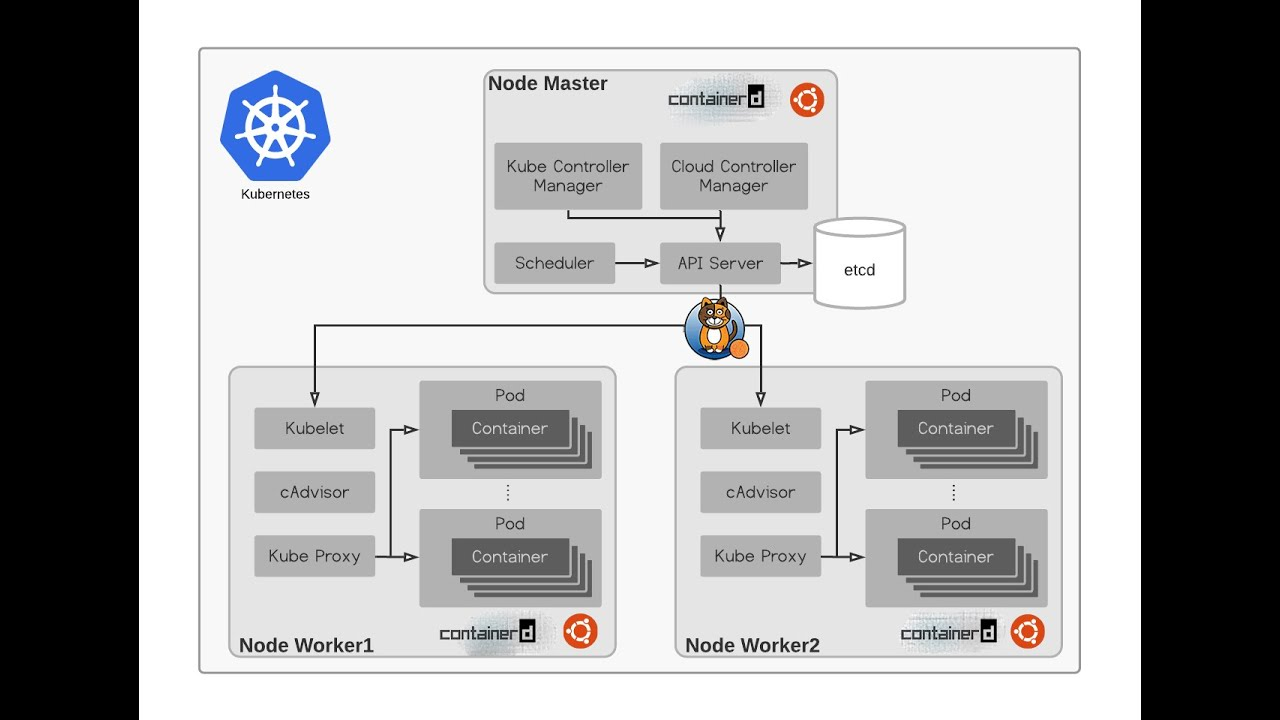 Node Master
containerd
Kube Controller
Manager
Cloud Controller
Manager
Kubernetes
Scheduler
API Server
etcd
Pod
Kubelet
Container
cAdvisor
Pod
Kube Proxy
Container
Node Worker1
containerd
Pod
Kubelet
Container
cAdvisor
Pod
Kube Proxy
Container
Node Worker2
containerd